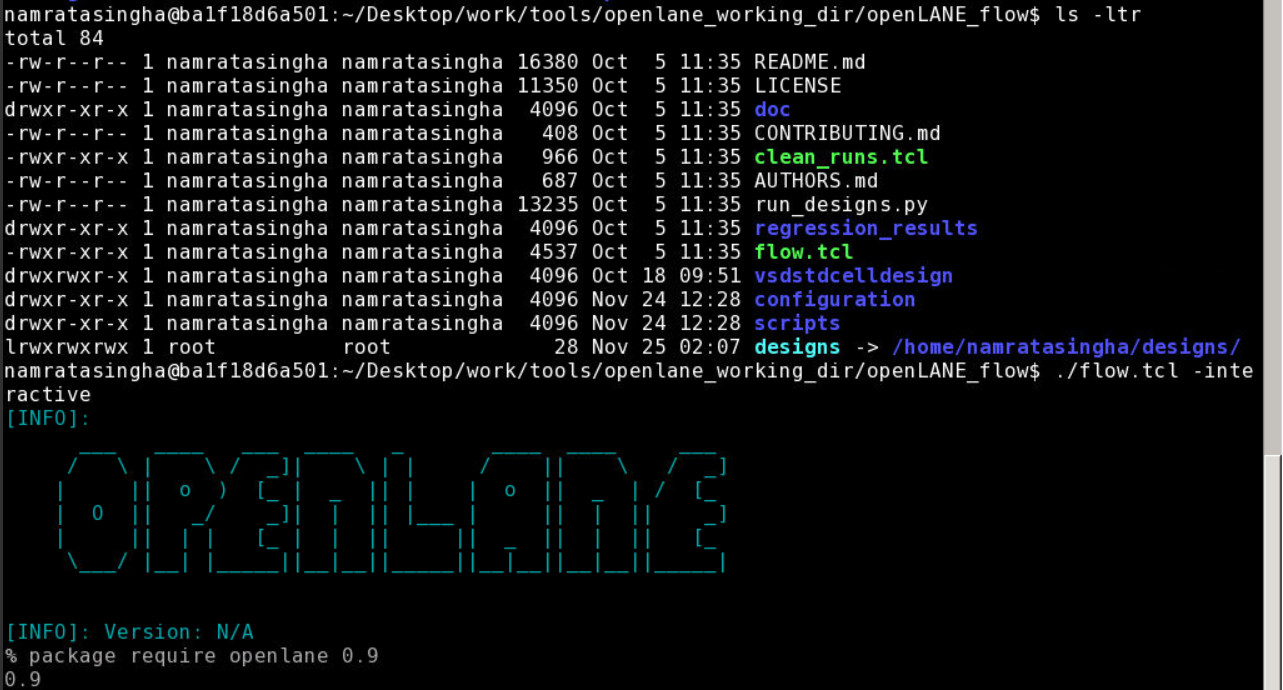 namratasingha@ba1f18d6a501:~/Desktop/work/tools/openlane_working_dir/openLANE_flow$ ls -ltr
total 84
-rw-r--r-- 1 namratasingha namratasingha 16380 Oct  5 11:35 README.md
-rw-r--r-- 1 namratasingha namratasingha 11350 Oct  5 11:35 LICENSE
drwxr-xr-x 1 namratasingha namratasingha  4096 Oct  5 11:35 doc
-rw-r--r-- 1 namratasingha namratasingha   408 Oct  5 11:35 CONTRIBUTING.md
-rwxr-xr-x 1 namratasingha namratasingha   966 Oct  5 11:35 clean_runs.tcl
-rw-r--r-- 1 namratasingha namratasingha   687 Oct  5 11:35 AUTHORS.md
-rw-r--r-- 1 namratasingha namratasingha 13235 Oct  5 11:35 run_designs.py
drwxr-xr-x 1 namratasingha namratasingha  4096 Oct  5 11:35 regression_results
-rwxr-xr-x 1 namratasingha namratasingha  4537 Oct  5 11:35 flow.tcl
drwxrwxr-x 1 namratasingha namratasingha  4096 Oct 18 09:51 vsdstdcelldesign
drwxr-xr-x 1 namratasingha namratasingha  4096 Nov 24 12:28 configuration
drwxr-xr-x 1 namratasingha namratasingha  4096 Nov 24 12:28 scripts
lrwxrwxrwx 1 root          root             28 Nov 25 02:07 designs -> /home/namratasingha/designs/
namratasingha@ba1f18d6a501:~/Desktop/work/tools/openlane_working_dir/openLANE_flow$ ./flow.tcl -inte
ractive
[INFO]:
OPENLANE
[INFO]: Version: N/A
% package require openlane 0.9
0.9